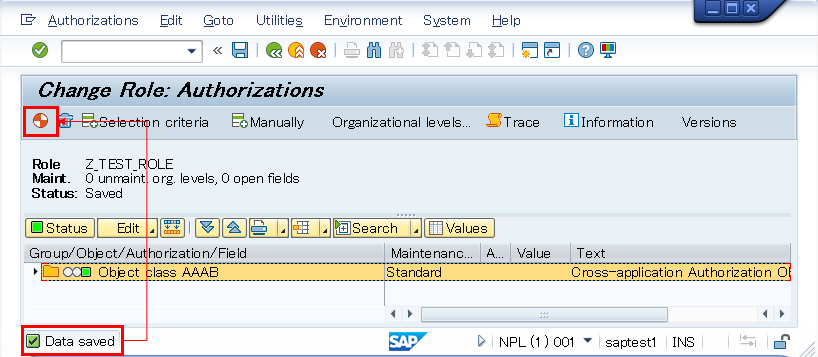 Authorizations Edit Goto Utilities Environment System Help
Change Role: Authorizations
Selection criteria Manually Organizational levels... Trace Information Versions
Role Z_TEST_ROLE
Maint. 0 unmaint. org. levels, 0 open fields
Status: Saved
Status Edit Search Values
Group/Object/Authorization/Field Maintenanc... A... Value Text
Object class AAAB Standard Cross-application Authorization Ob
Data saved SAP NPL (1) 001 saptest1 INS